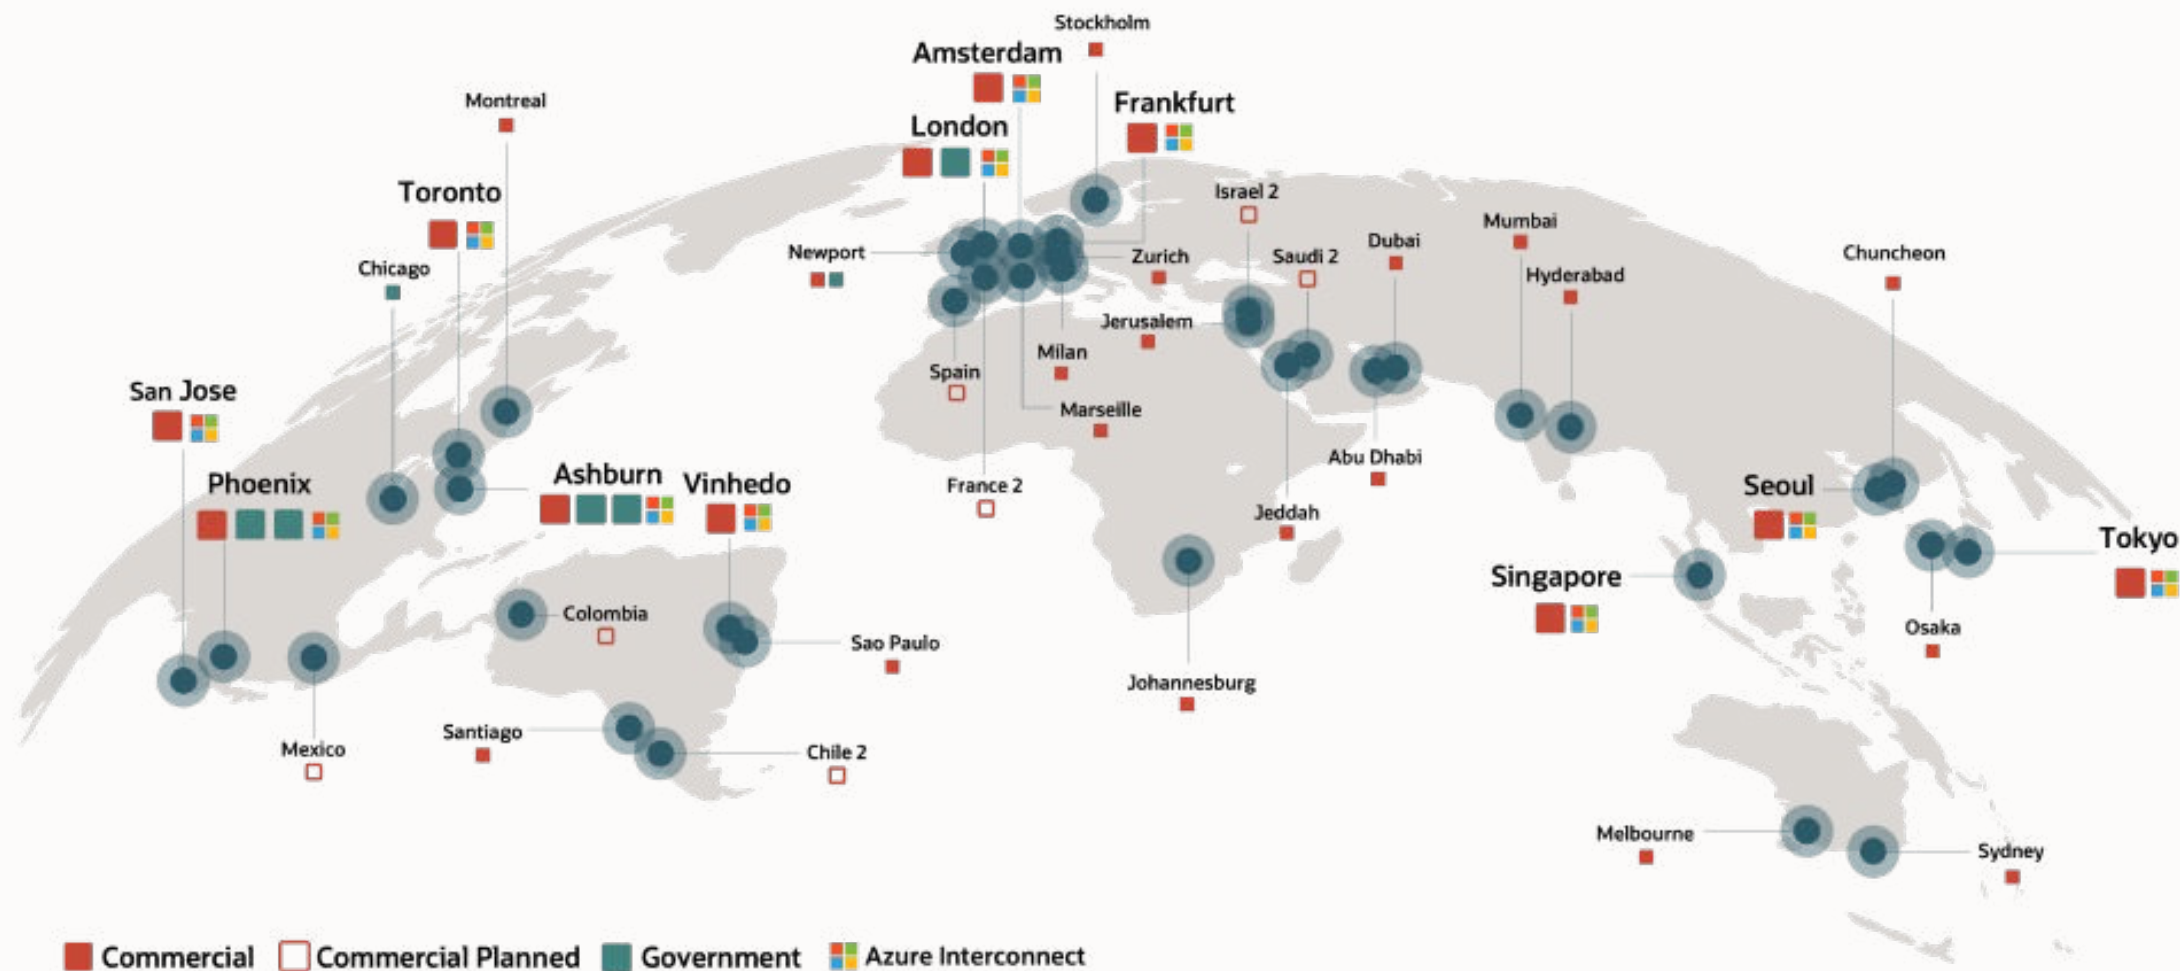 Stockholm
Amsterdam
Montreal
Frankfurt
London
Toronto
Israel 2
Mumbai
Dubai
Newport
Zurich
Saudi 2
Chuncheon
Chicago
Hyderabad
Jerusalem
Milan
Spain
San Jose
Marseille
Abu Dhabi
Ashburn
Vinhedo
Phoenix
France 2
Seoul
Jeddah
Tokyo
Singapore
Colombia
Osaka
Sao Paulo
Johannesburg
Santiago
Mexico
Chile 2
Melbourne
Sydney
Commercial
Commercial Planned
Government
Azure Interconnect